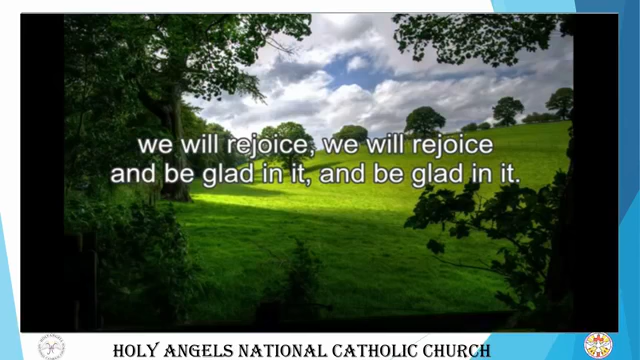 we will rejoice, we will rejoice
and be glad in it, and be glad in it.
HOLY ANGELS NATIONAL CATHOLIC CHURCH